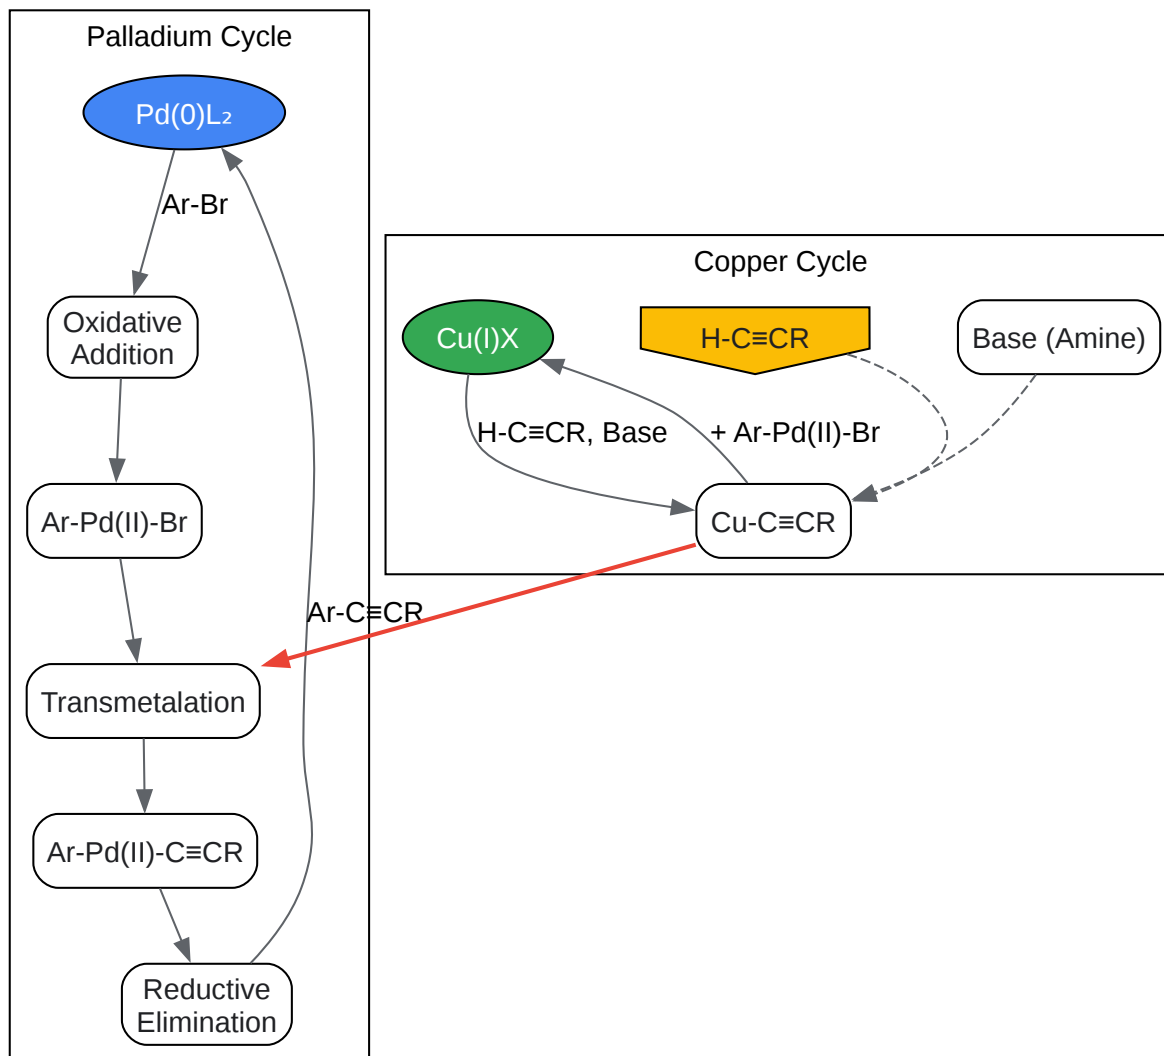 Palladium Cycle
Pd(0)L₂
Ar-Br
Oxidative
Addition
Ar-Pd(II)-Br
Transmetalation
Ar-Pd(II)-C≡CR
Reductive
Elimination
Ar-C≡CR
Copper Cycle
Cu(I)X
H-C≡CR
Base (Amine)
H-C≡CR, Base
+ Ar-Pd(II)-Br
Cu-C≡CR